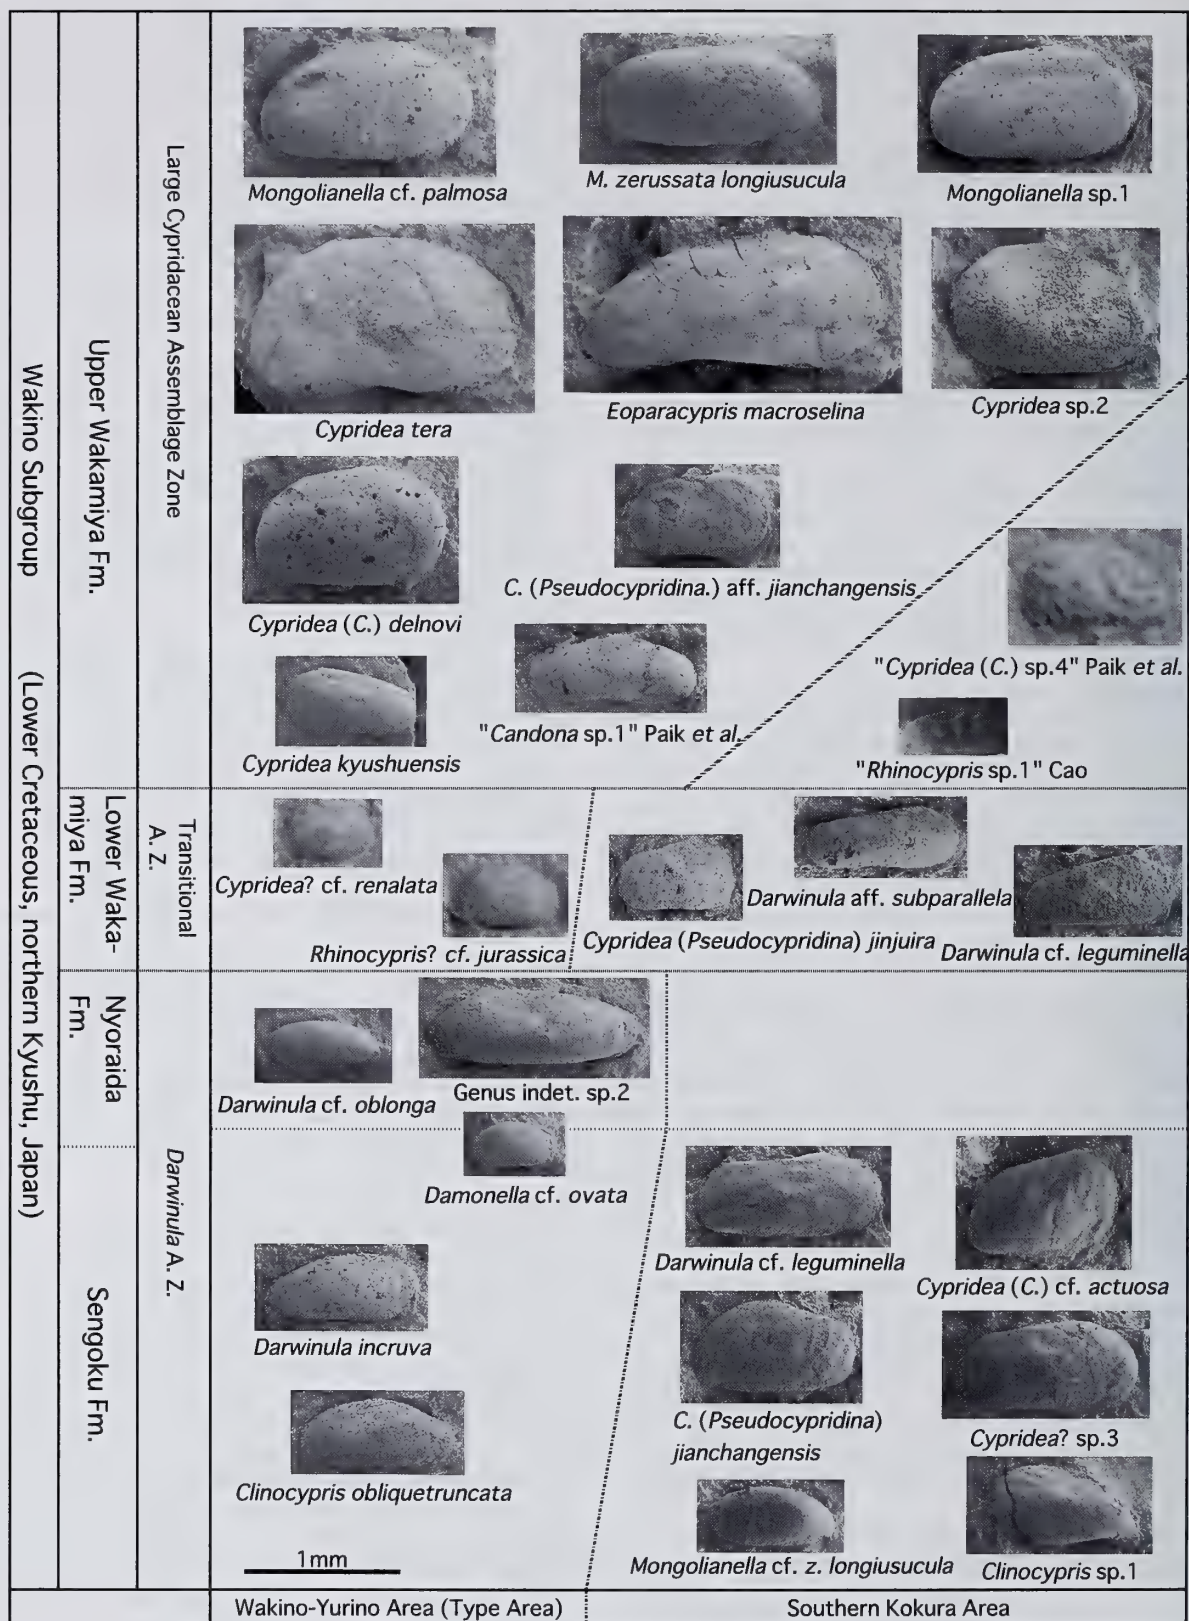 Wakino Subgroup (Lower Cretaceous, northern Kyushu, Japan)
Upper Wakamiya Fm.
Large Cypridacean Assemblage Zone
Mongolianella cf. palmosa
M. zerussata longiusucula
Mongolianella sp.1
Cypridea tera
Eoparacypris macroselina
Cypridea sp.2
Cypridea (C.) delnovi
C. (Pseudocypridina.) aff. jianchangensis
"Cypridea (C.) sp.4" Paik et al.
Cypridea kyushuensis
"Candona sp.1" Paik et al.
"Rhinocypris sp.1" Cao
Lower Waka-
miya Fm.
Transitional
A. Z.
Cypridea? cf. renalata
Rhinocypris? cf. jurassica
Cypridea (Pseudocypridina) jinjuira
Darwinula aff. subparallela
Darwinula cf. leguminella
Nyoraida
Fm.
Darwinula A. Z.
Darwinula cf. oblonga
Genus indet. sp.2
Damonella cf. ovata
Sengoku Fm.
Darwinula incruva
Clinocypris obliquetruncata
Darwinula cf. leguminella
Cypridea (C.) cf. actuosa
C. (Pseudocypridina)
jianchangensis
Cypridea? sp.3
Mongolianella cf. z. longiusucula
Clinocypris sp.1
1mm
Wakino-Yurino Area (Type Area)
Southern Kokura Area